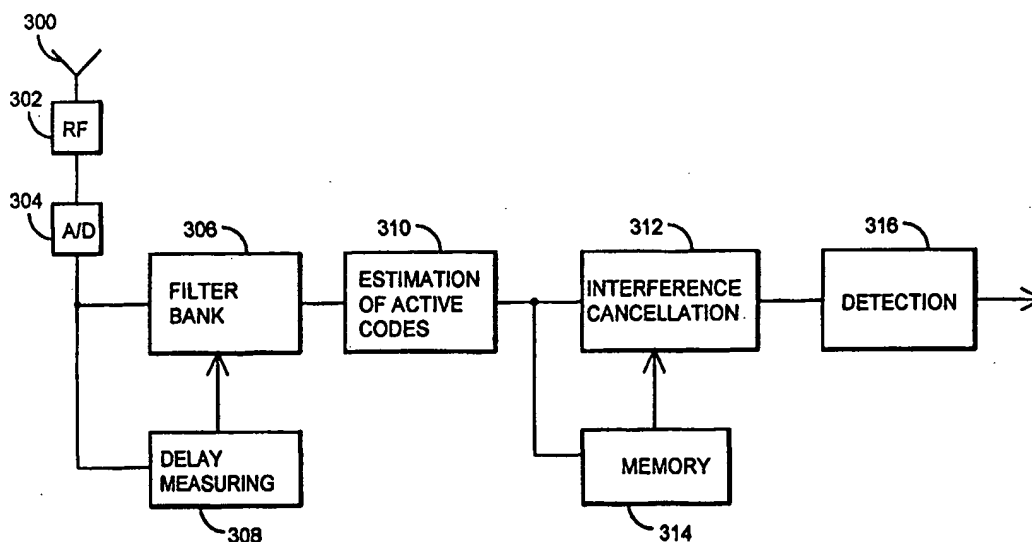 300
302
RF
304
A/D
306
310
312
316
FILTER
BANK
ESTIMATION
OF ACTIVE
CODES
INTERFERENCE
CANCELLATION
DETECTION
DELAY
MEASURING
MEMORY
308
314